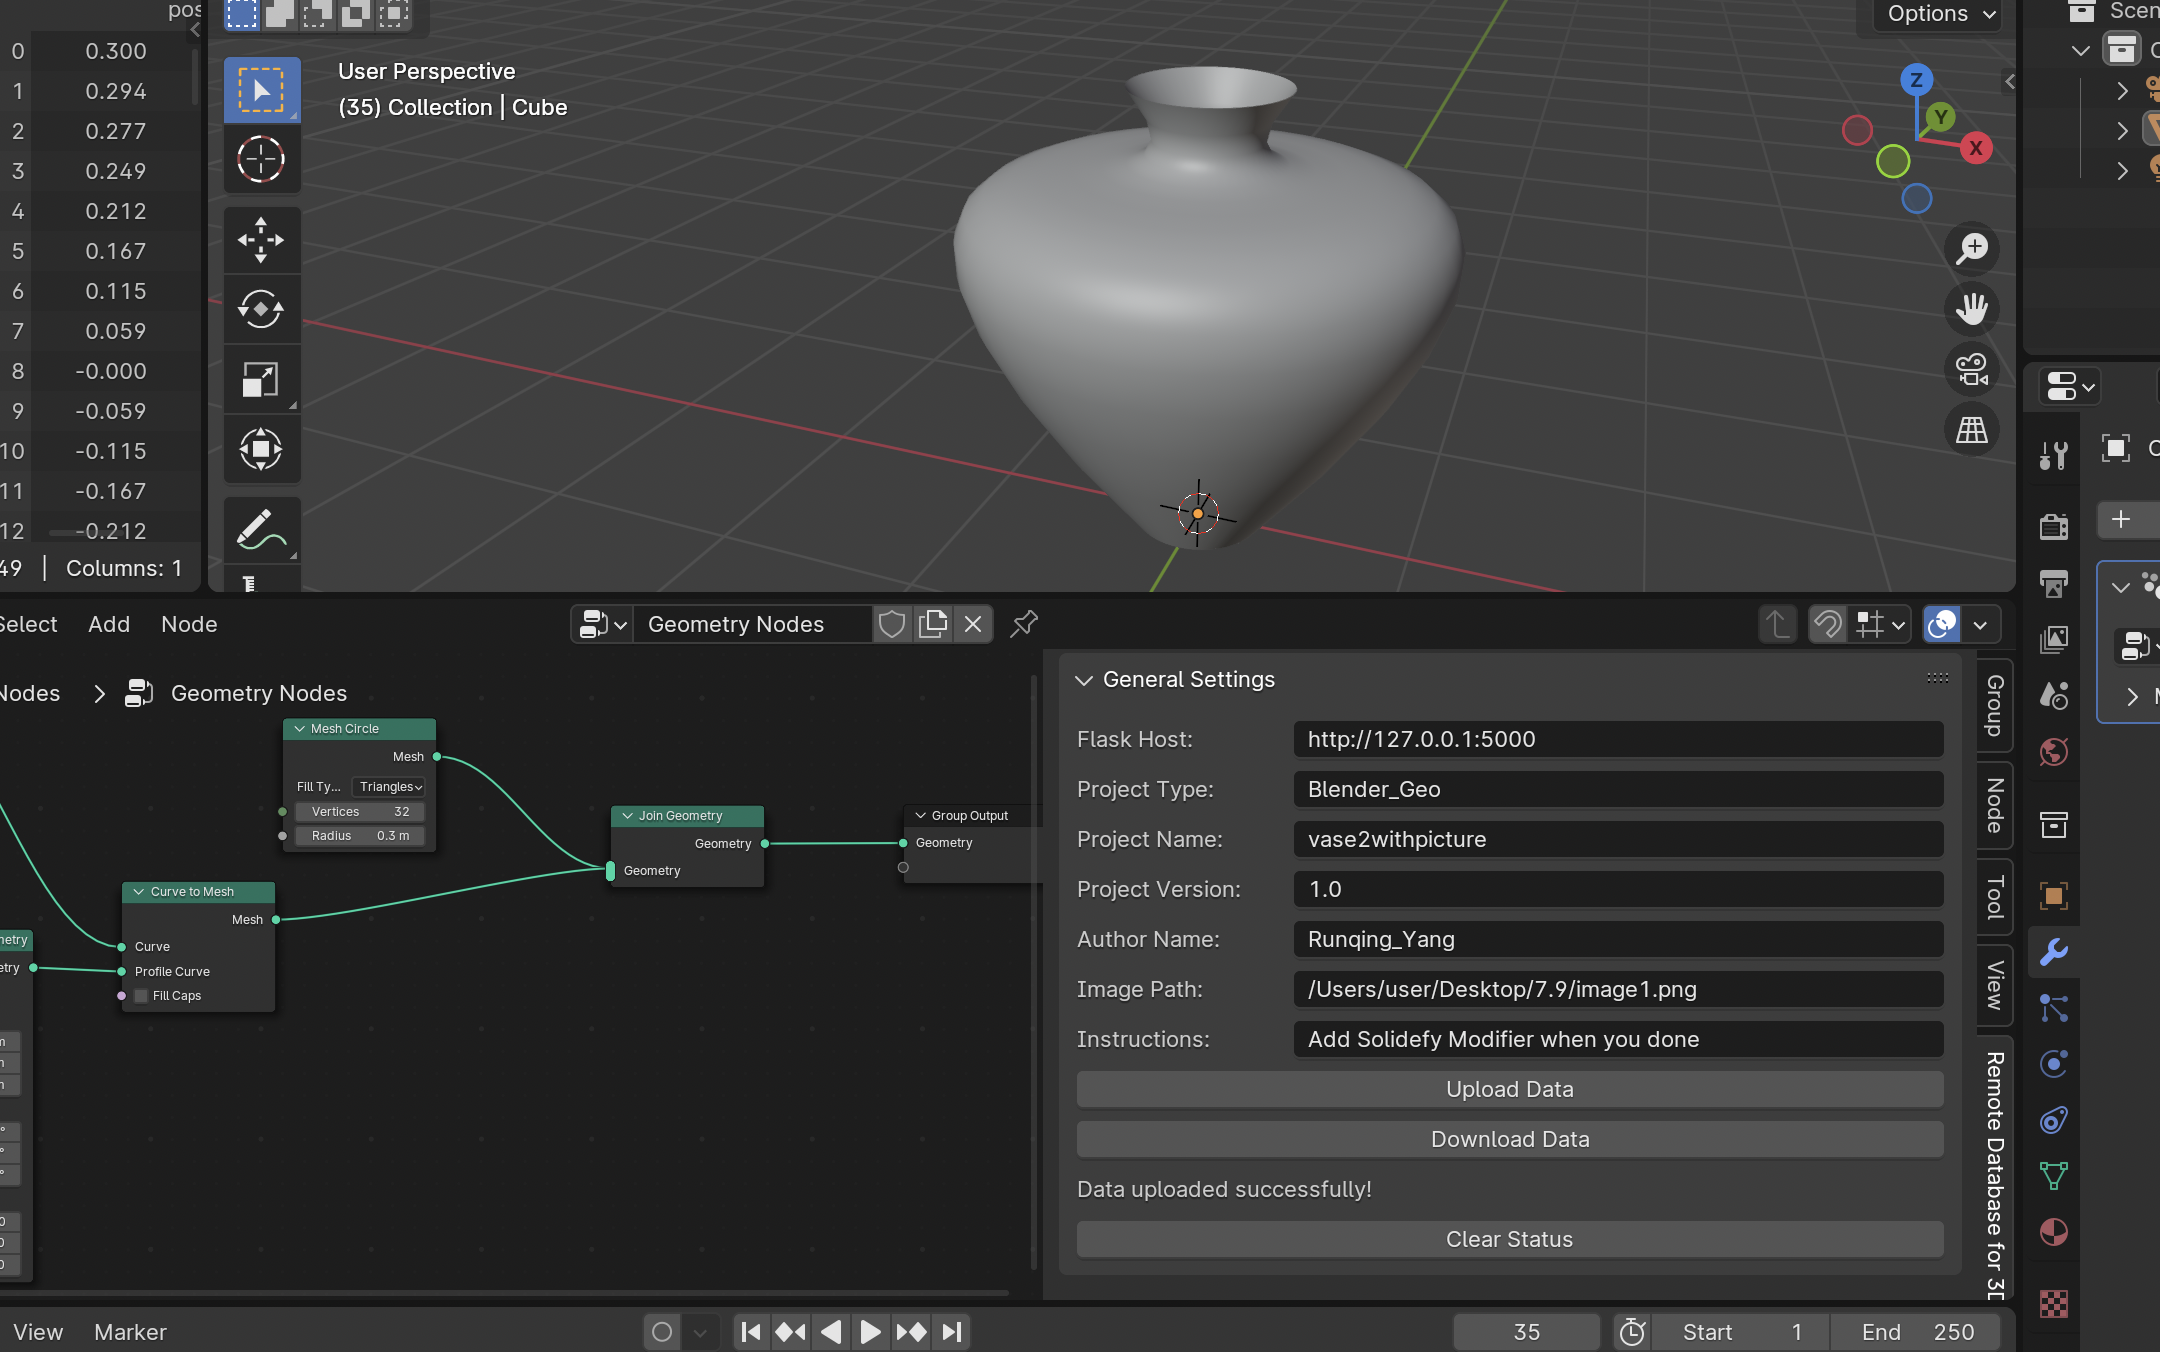 pos
0 0.300
1 0.294
2 0.277
3 0.249
4 0.212
5 0.167
6 0.115
7 0.059
8 -0.000
9 -0.059
10 -0.115
11 -0.167
12 -0.212
49 | Columns: 1
User Perspective
(35) Collection | Cube
Options
Z
Y
X
Scen
Select Add Node
Geometry Nodes
Nodes > Geometry Nodes
Mesh Circle
Mesh
Fill Ty... Triangles
Vertices 32
Radius 0.3 m
Curve to Mesh
Mesh
Curve
Profile Curve
Fill Caps
netry
etry
m
m
m
°
°
°
0
0
0
Join Geometry
Geometry
Geometry
Group Output
Geometry
General Settings
Flask Host: http://127.0.0.1:5000
Project Type: Blender_Geo
Project Name: vase2withpicture
Project Version: 1.0
Author Name: Runqing_Yang
Image Path: /Users/user/Desktop/7.9/image1.png
Instructions: Add Solidefy Modifier when you done
Upload Data
Download Data
Data uploaded successfully!
Clear Status
Group
Node
Tool
View
Remote Database for 3D
View Marker
35
Start 1
End 250